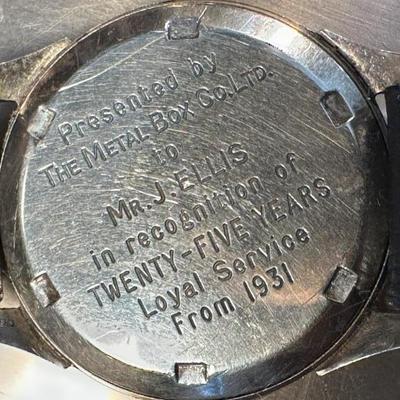 Presented by
THE METAL BOX CO. LTD.
to
MR. J. ELLIS
in recognition of
TWENTY-FIVE YEARS
Loyal Service
From 1931